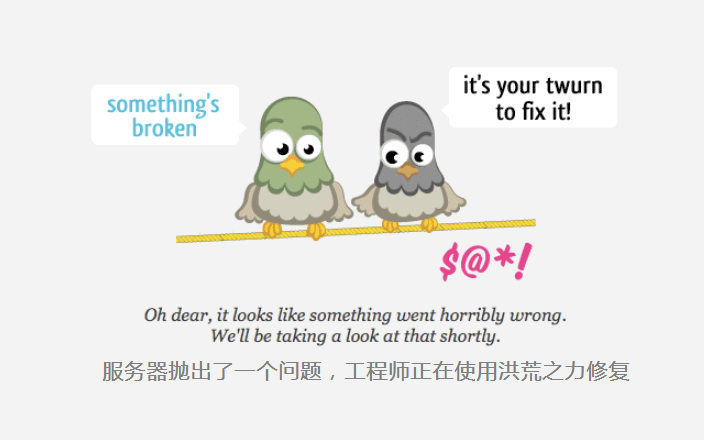 something's
broken
it's your twurn
to fix it!
$@*!
Oh dear, it looks like something went horribly wrong.
We'll be taking a look at that shortly.
服务器抛出了一个问题，工程师正在使用洪荒之力修复